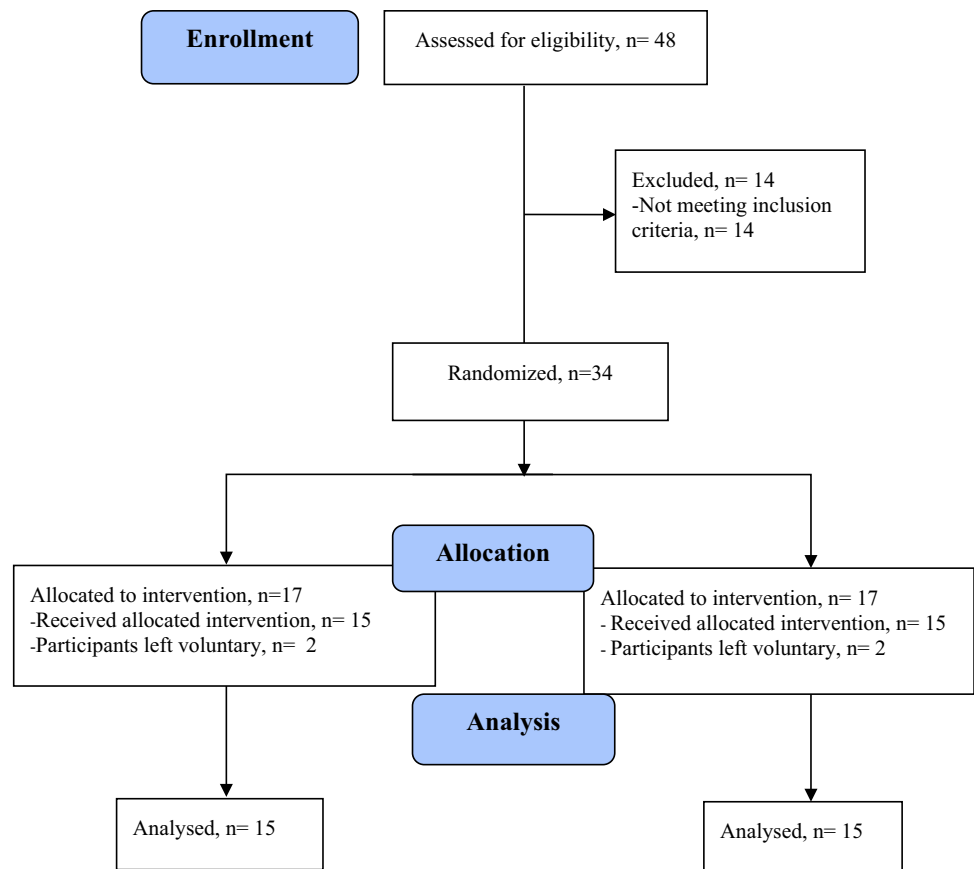 Enrollment
Assessed for eligibility, n= 48
Excluded, n= 14
-Not meeting inclusion
criteria, n= 14
Randomized, n=34
Allocation
Allocated to intervention, n=17
-Received allocated intervention, n= 15
-Participants left voluntary, n=  2
Allocated to intervention, n= 17
- Received allocated intervention, n= 15
- Participants left voluntary, n= 2
Analysis
Analysed, n= 15
Analysed, n= 15